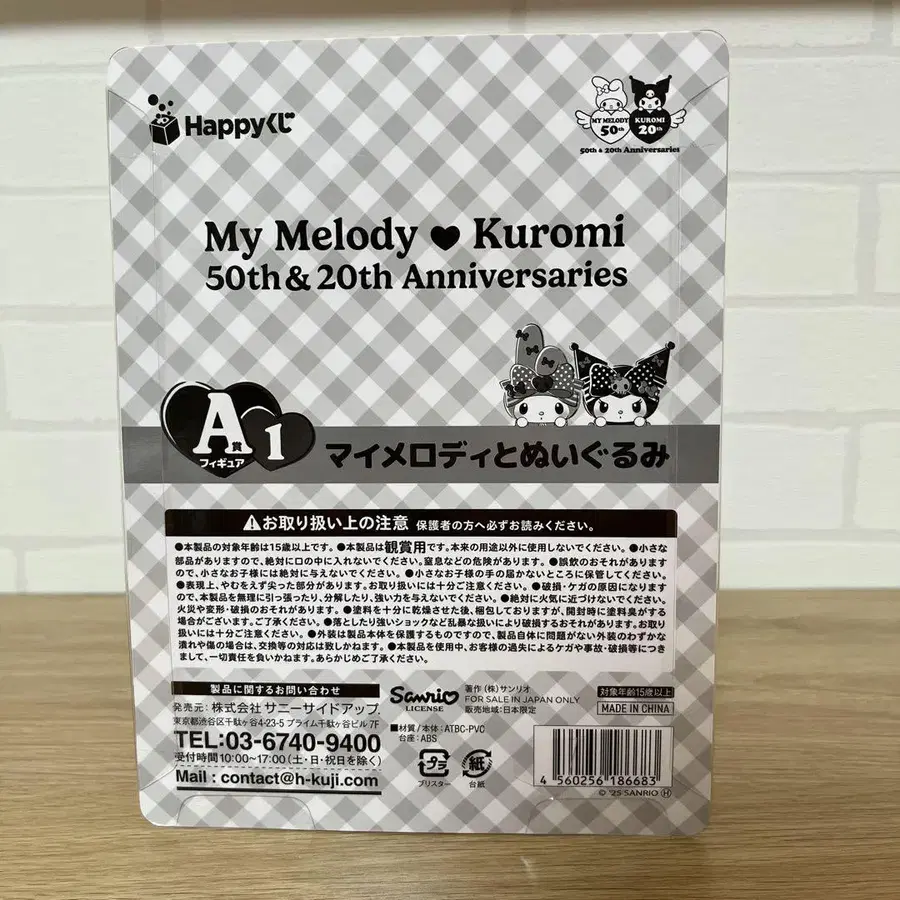 Happyくじ
MY MELODY
50th
KUROMI
20th
50th & 20th Anniversaries
My Melody ♥ Kuromi
50th & 20th Anniversaries
A賞
フィギュア
1
マイメロディとぬいぐるみ
⚠お取り扱い上の注意 保護者の方へ必ずお読みください。
●本製品の対象年齢は15歳以上です。●本製品は観賞用です。本来の用途以外に使用しないでください。●小さな
部品がありますので、絶対に口の中に入れないでください。窒息などの危険があります。●誤飲のおそれがありますの
で、小さなお子様には絶対に与えないでください。●小さなお子様の手の届かないところに保管してください。
●表現上、やむをえず尖った部分があります。お取り扱いには十分ご注意ください。●破損・ケガの原因になりますの
で、本製品を無理に引っ張ったり、分解したり、強い力を与えないでください。●絶対に火気に近づけないでください。
火災や変形・破損のおそれがあります。●塗料を十分に乾燥させた後、梱包しておりますが、開封時に塗料臭がする
場合がございます。ご了承ください。●落としたり強いショックなど乱暴な扱いにより破損するおそれがあります。お取
り扱いには十分ご注意ください。●外装は製品本体を保護するものですので、製品自体に問題がない外装のわずかな
潰れや傷の場合は、交換等の対応は致しかねます。●本製品を使用中、お客様の過失によるケガや事故・破損等につき
まして、一切責任を負いかねます。あらかじめご了承ください。
製品に関するお問い合わせ
発売元：株式会社 サニーサイドアップ
東京都渋谷区千駄ヶ谷4-23-5 プライム千駄ヶ谷ビル 7F
TEL:03-6740-9400
受付時間10:00〜17:00（土・日・祝日を除く）
Mail : contact@h-kuji.com
Sanrio
LICENSE
著作（株）サンリオ
FOR SALE IN JAPAN ONLY
販売地域：日本限定
■材質／本体：ATBC-PVC
台座：ABS
プラ
ブリスター
紙
台紙
対象年齢15歳以上
MADE IN CHINA
4 560256 186683
© '25 SANRIO Ⓗ